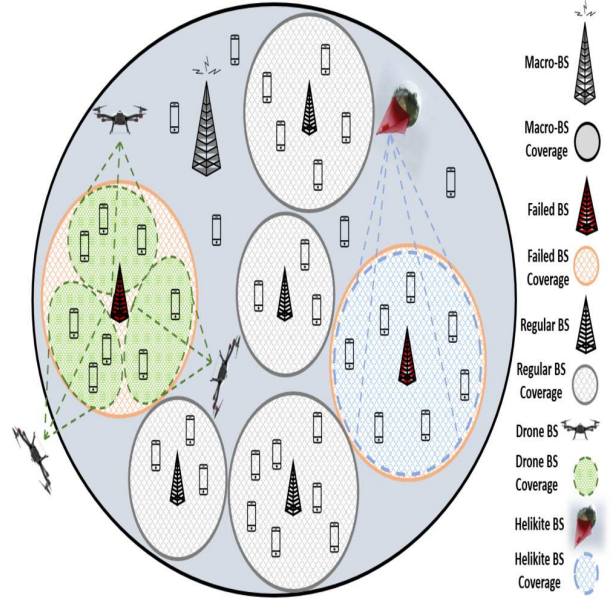 Macro-BS
Macro-BS
Coverage
Failed BS
Failed BS
Coverage
Regular BS
Regular BS
Coverage
Drone BS
Drone BS
Coverage
Helikite BS
Helikite BS
Coverage